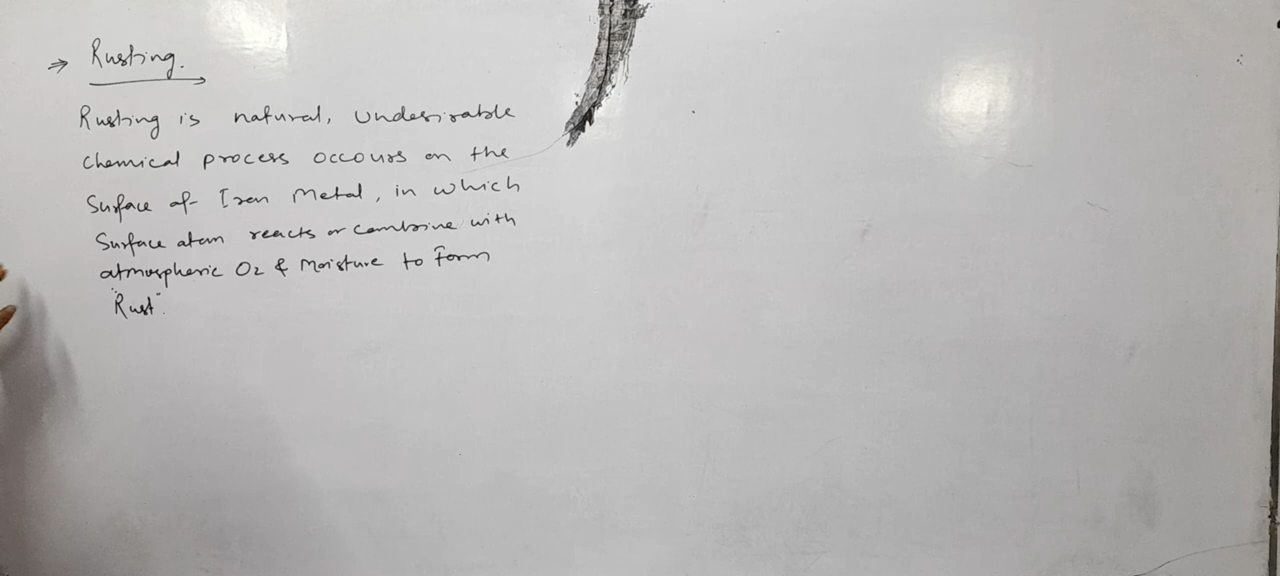 ⇒ Rusting.
Rusting is natural, undesirable
chemical process occours on the
Surface of Iron Metal, in which
Surface atom reacts or combine with
atmospheric O2 & Moisture to form
"Rust".